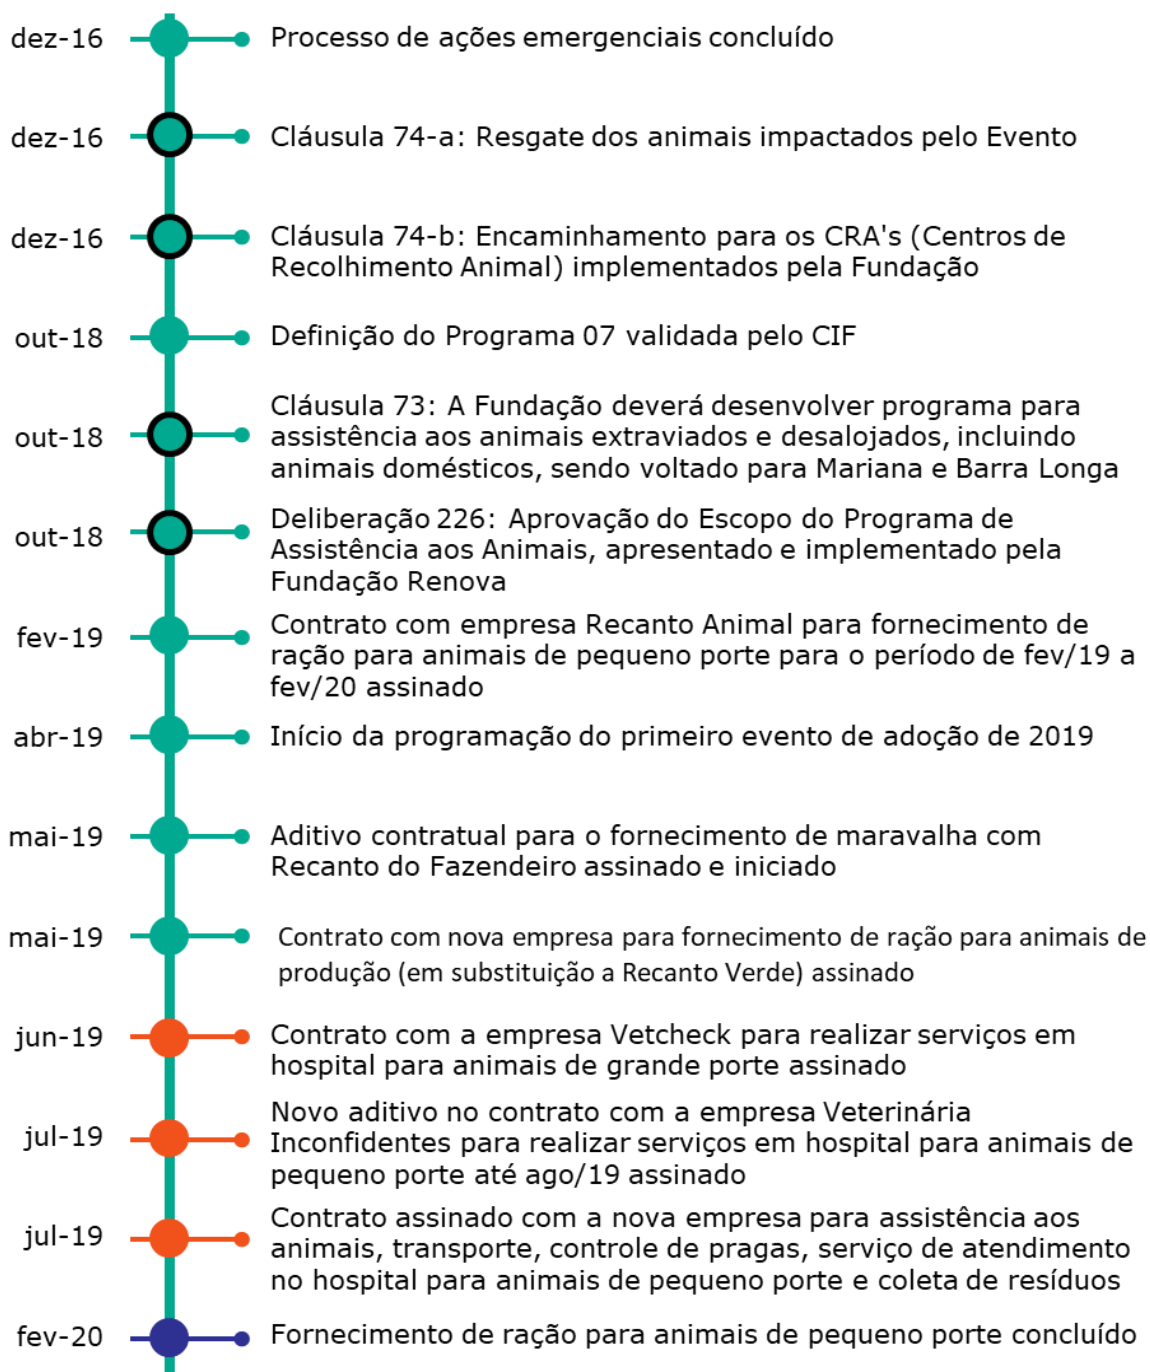 dez-16 Processo de ações emergenciais concluído
dez-16 Cláusula 74-a: Resgate dos animais impactados pelo Evento
dez-16 Cláusula 74-b: Encaminhamento para os CRA's (Centros de
Recolhimento Animal) implementados pela Fundação
out-18 Definição do Programa 07 validada pelo CIF
out-18 Cláusula 73: A Fundação deverá desenvolver programa para
assistência aos animais extraviados e desalojados, incluindo
animais domésticos, sendo voltado para Mariana e Barra Longa
out-18 Deliberação 226: Aprovação do Escopo do Programa de
Assistência aos Animais, apresentado e implementado pela
Fundação Renova
fev-19 Contrato com empresa Recanto Animal para fornecimento de
ração para animais de pequeno porte para o período de fev/19 a
fev/20 assinado
abr-19 Início da programação do primeiro evento de adoção de 2019
mai-19 Aditivo contratual para o fornecimento de maravalha com
Recanto do Fazendeiro assinado e iniciado
mai-19 Contrato com nova empresa para fornecimento de ração para animais de
produção (em substituição a Recanto Verde) assinado
jun-19 Contrato com a empresa Vetcheck para realizar serviços em
hospital para animais de grande porte assinado
jul-19 Novo aditivo no contrato com a empresa Veterinária
Inconfidentes para realizar serviços em hospital para animais de
pequeno porte até ago/19 assinado
jul-19 Contrato assinado com a nova empresa para assistência aos
animais, transporte, controle de pragas, serviço de atendimento
no hospital para animais de pequeno porte e coleta de resíduos
fev-20 Fornecimento de ração para animais de pequeno porte concluído